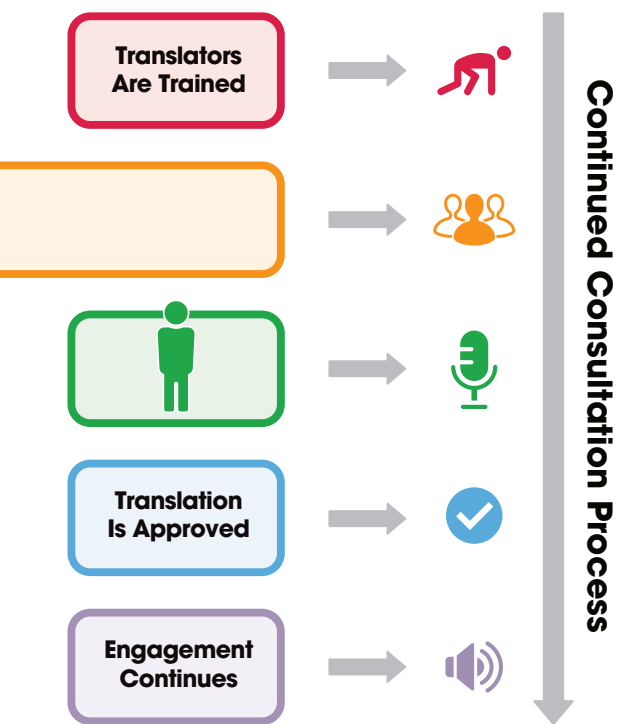 Translators
Are Trained
Translation
Is Approved
Engagement
Continues
Continued Consultation Process